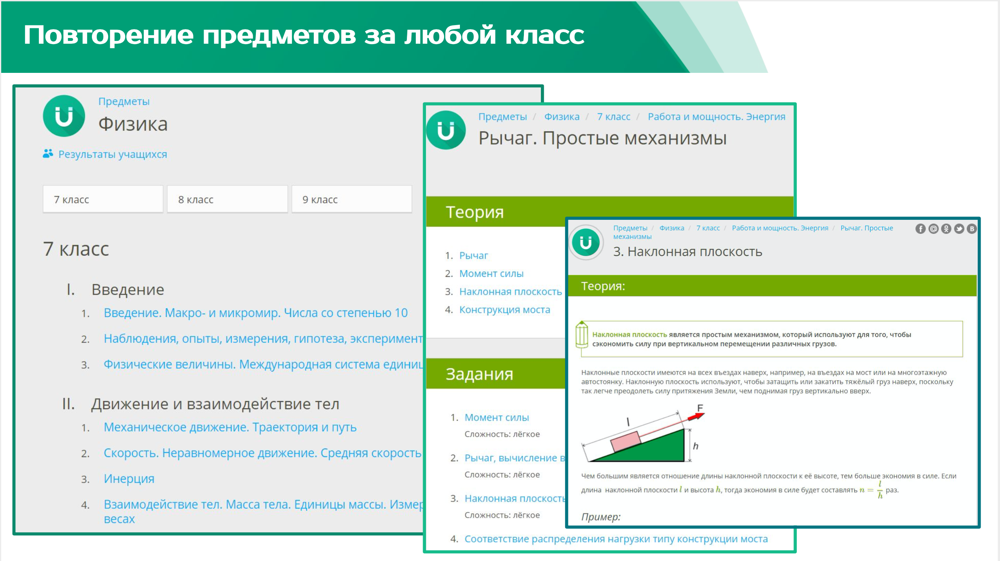 Повторение предметов за любой класс
Предметы
Физика
Результаты учащихся
7 класс
8 класс
9 класс
7 класс
I. Введение
1. Введение. Макро- и микромир. Числа со степенью 10
2. Наблюдения, опыты, измерения, гипотеза, эксперимент
3. Физические величины. Международная система
II. Движение и взаимодействие тел
1. Механическое движение. Траектория и путь
2. Скорость. Неравномерное движение. Средняя скорость
3. Инерция
4. Взаимодействие тел. Масса тела. Единицы массы.
весах
Предметы / Физика / 7 класс / Работа и мощность. Энергия
Рычаг. Простые механизмы
Теория
1. Рычаг
2. Момент силы
3. Наклонная плоскость
4. Конструкция моста
Задания
1. Момент силы
Сложность: лёгкое
2. Рычаг, вычисление
Сложность: лёгкое
3. Наклонная плоскость
Сложность: лёгкое
4. Соответствие распределения нагрузки типу конструкции моста
Предметы / Физика / 7 класс / Работа и мощность. Энергия / Рычаг. Простые
механизмы
3. Наклонная плоскость
Теория:
Наклонная плоскость является простым механизмом, который используют для того, чтобы
сэкономить силу при вертикальном перемещении различных грузов.
Наклонные плоскости имеются на всех въездах наверх, например, на въездах на мост или на многоэтажную
автостоянку. Наклонную плоскость используют, чтобы затащить или закатить тяжёлый груз наверх, поскольку
так легче преодолеть силу притяжения Земли, чем поднимая груз вертикально вверх.
F
l
h
Чем большим является отношение длины наклонной плоскости к её высоте, тем больше экономия в силе. Если
длина наклонной плоскости l и высота h, тогда экономия в силе будет составлять n = l/h раз.
Пример: